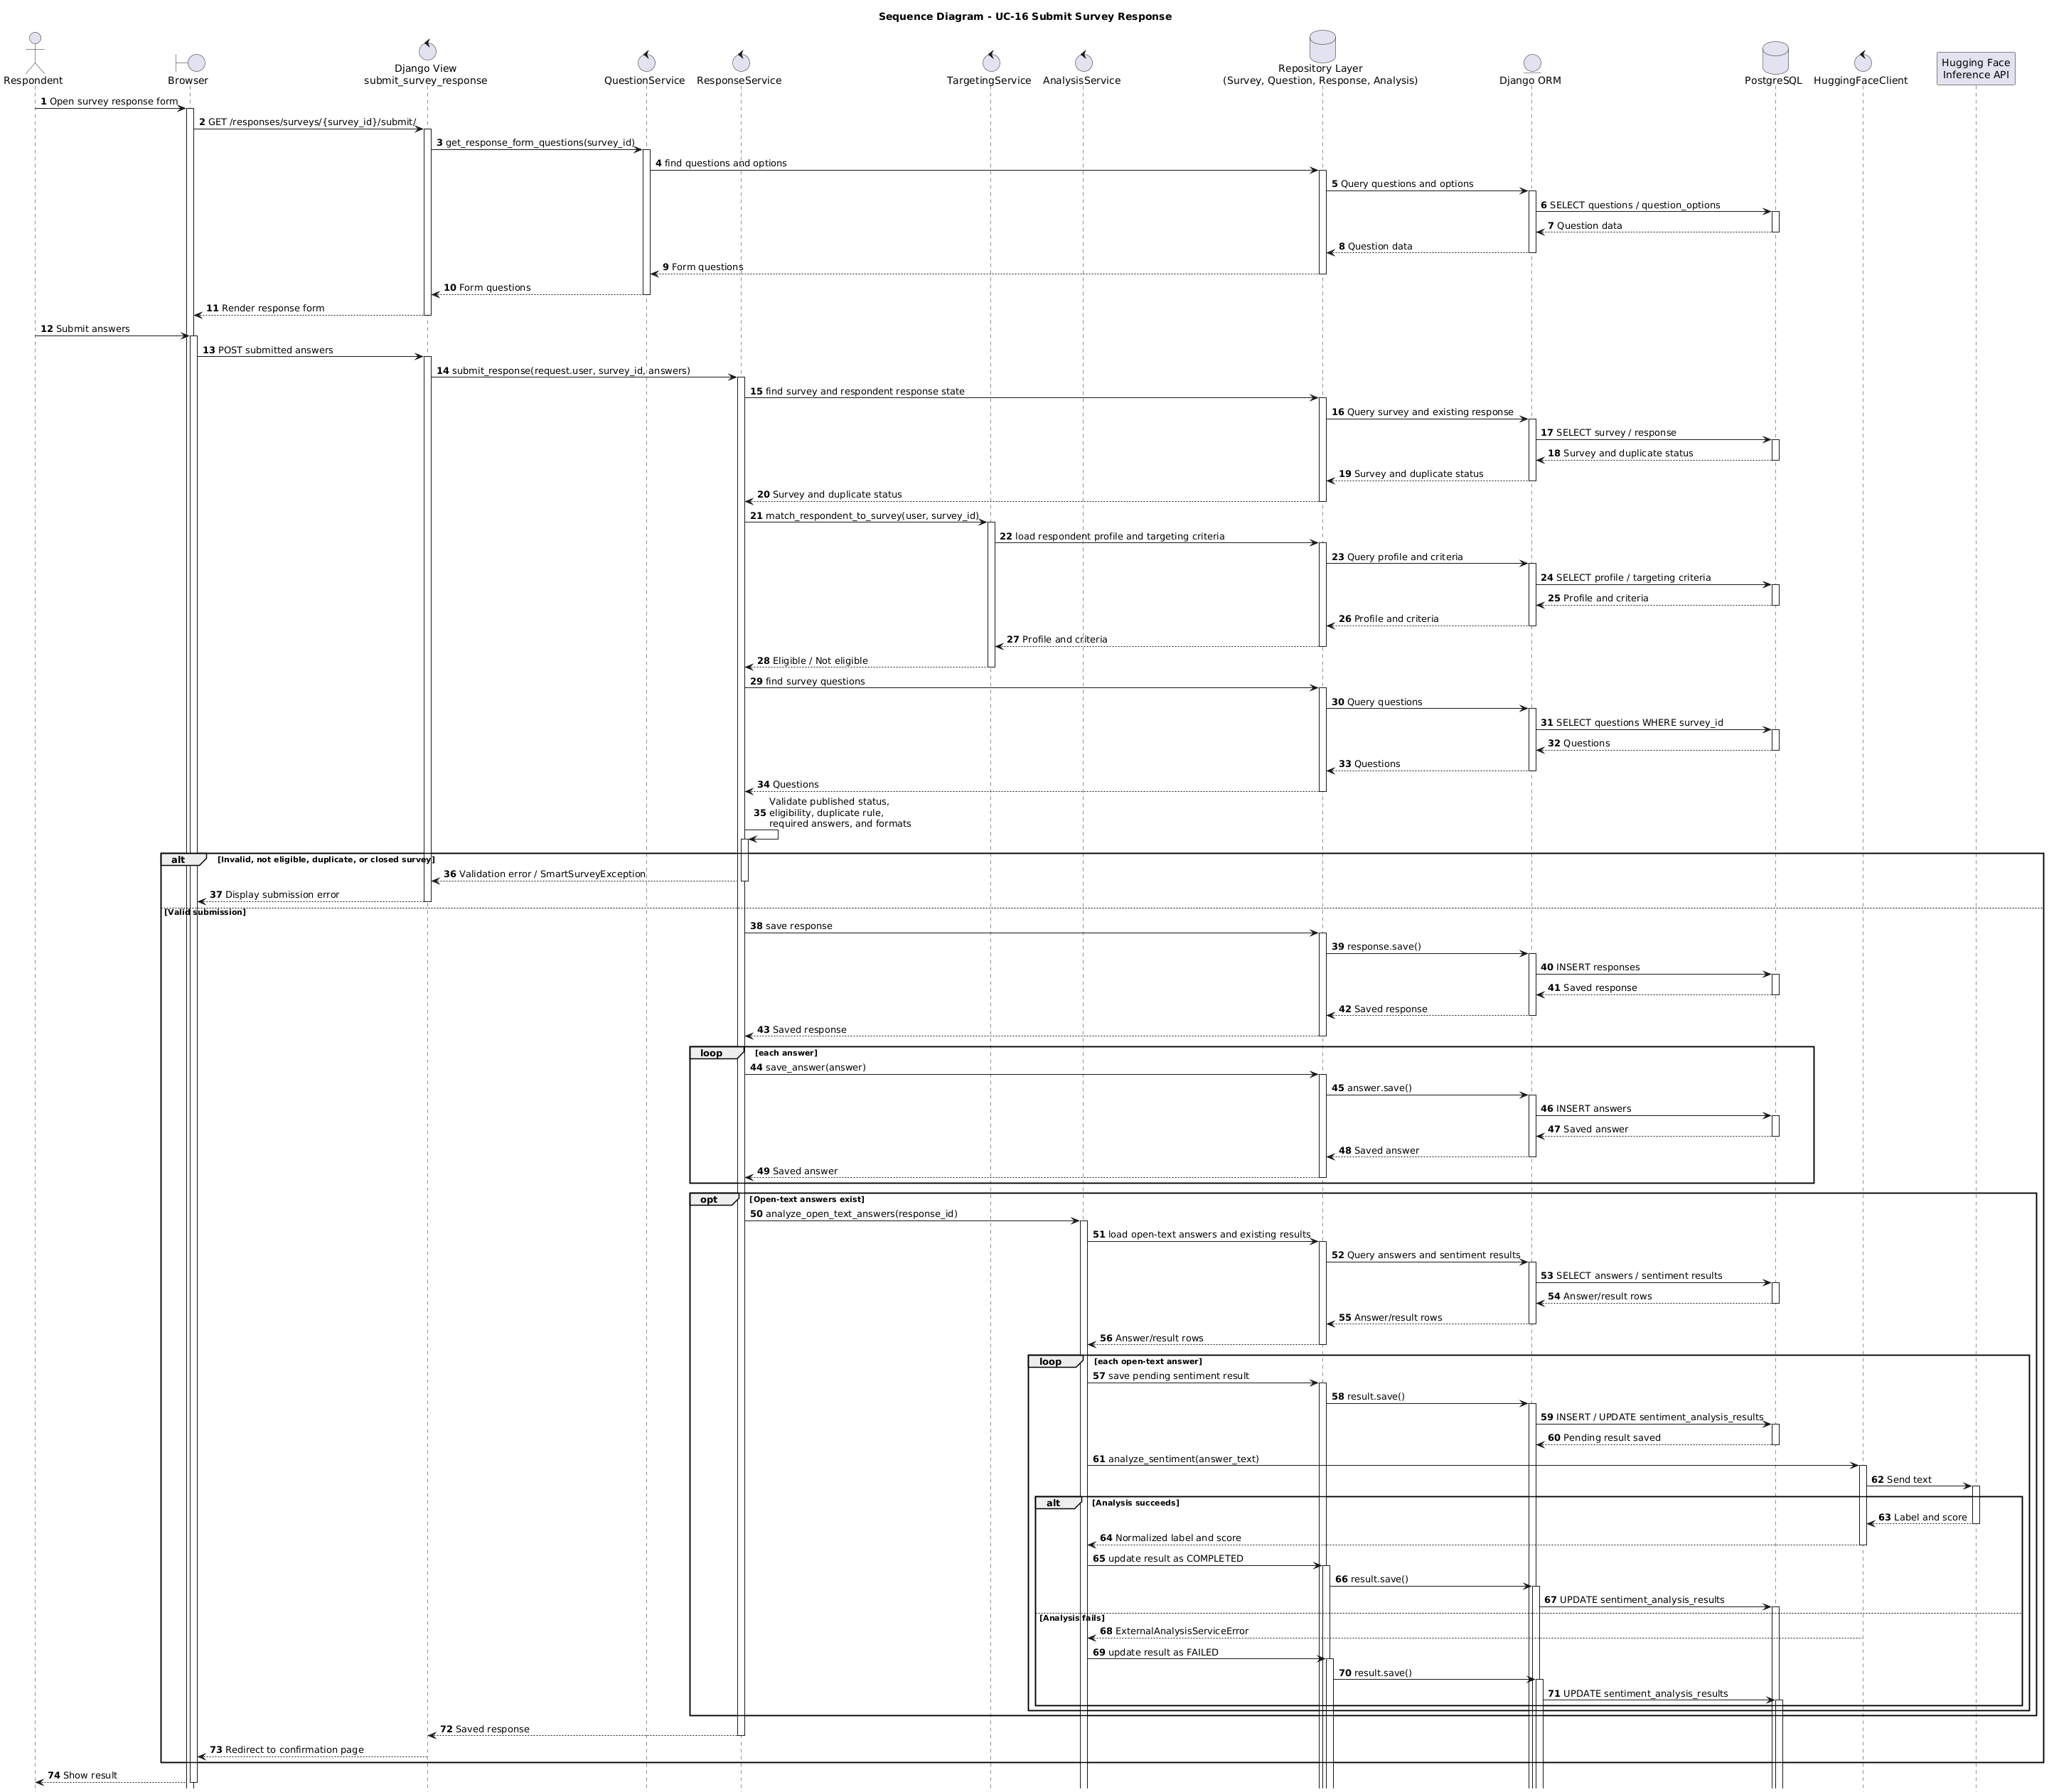 Sequence Diagram - UC-16 Submit Survey Response
Respondent
Browser
Django View
submit_survey_response
QuestionService
ResponseService
TargetingService
AnalysisService
Repository Layer
(Survey, Question, Response, Analysis)
Django ORM
PostgreSQL
HuggingFaceClient
Hugging Face
Inference API
1 Open survey response form
2 GET /responses/surveys/{survey_id}/submit/
3 get_response_form_questions(survey_id)
4 find questions and options
5 Query questions and options
6 SELECT questions / question_options
7 Question data
8 Question data
9 Form questions
10 Form questions
11 Render response form
12 Submit answers
13 POST submitted answers
14 submit_response(request.user, survey_id, answers)
15 find survey and respondent response state
16 Query survey and existing response
17 SELECT survey / response
18 Survey and duplicate status
19 Survey and duplicate status
20 Survey and duplicate status
21 match_respondent_to_survey(user, survey_id)
22 load respondent profile and targeting criteria
23 Query profile and criteria
24 SELECT profile / targeting criteria
25 Profile and criteria
26 Profile and criteria
27 Profile and criteria
28 Eligible / Not eligible
29 find survey questions
30 Query questions
31 SELECT questions WHERE survey_id
32 Questions
33 Questions
34 Questions
Validate published status,
35 eligibility, duplicate rule,
required answers, and formats
alt [Invalid, not eligible, duplicate, or closed survey]
36 Validation error / SmartSurveyException
37 Display submission error
[Valid submission]
38 save response
39 response.save()
40 INSERT responses
41 Saved response
42 Saved response
43 Saved response
loop [each answer]
44 save_answer(answer)
45 answer.save()
46 INSERT answers
47 Saved answer
48 Saved answer
49 Saved answer
opt [Open-text answers exist]
50 analyze_open_text_answers(response_id)
51 load open-text answers and existing results
52 Query answers and sentiment results
53 SELECT answers / sentiment results
54 Answer/result rows
55 Answer/result rows
56 Answer/result rows
loop [each open-text answer]
57 save pending sentiment result
58 result.save()
59 INSERT / UPDATE sentiment_analysis_results
60 Pending result saved
61 analyze_sentiment(answer_text)
62 Send text
alt [Analysis succeeds]
63 Label and score
64 Normalized label and score
65 update result as COMPLETED
66 result.save()
67 UPDATE sentiment_analysis_results
[Analysis fails]
68 ExternalAnalysisServiceError
69 update result as FAILED
70 result.save()
71 UPDATE sentiment_analysis_results
72 Saved response
73 Redirect to confirmation page
74 Show result